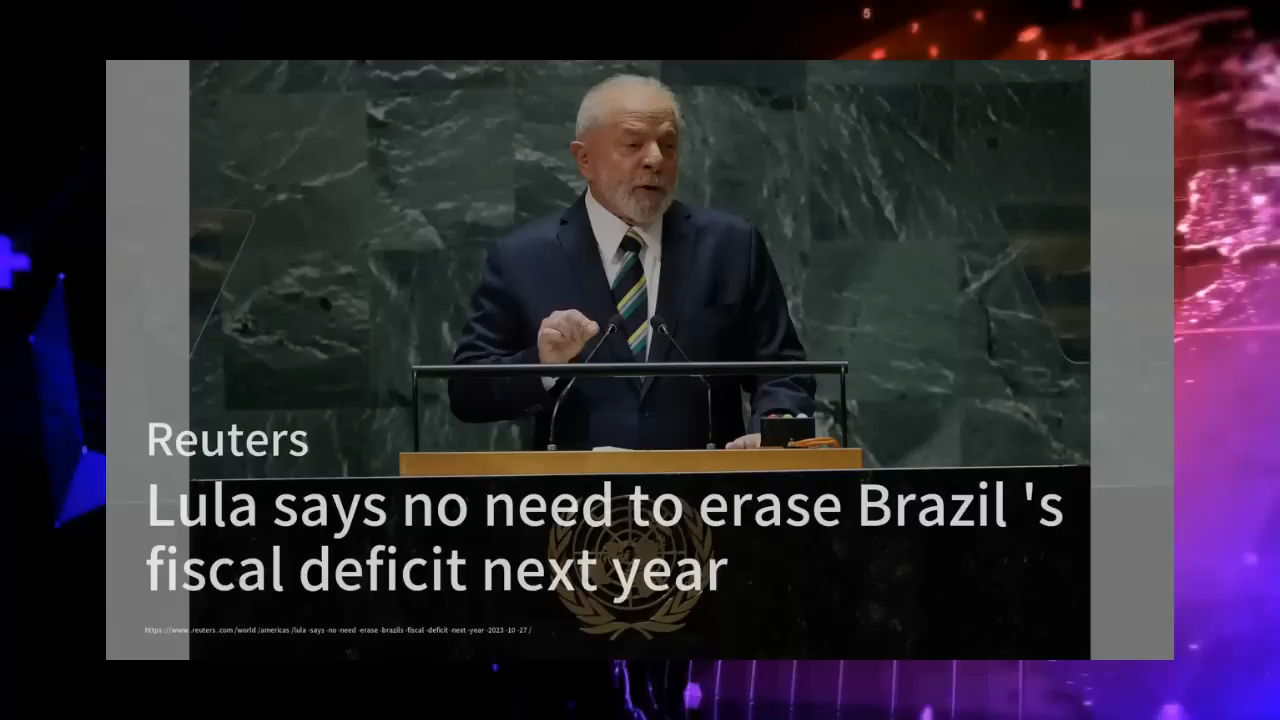 Reuters
Lula says no need to erase Brazil 's
fiscal deficit next year
https://www.reuters.com/world/americas/lula-says-no-need-erase-brazils-fiscal-deficit-next-year-2023-10-27/